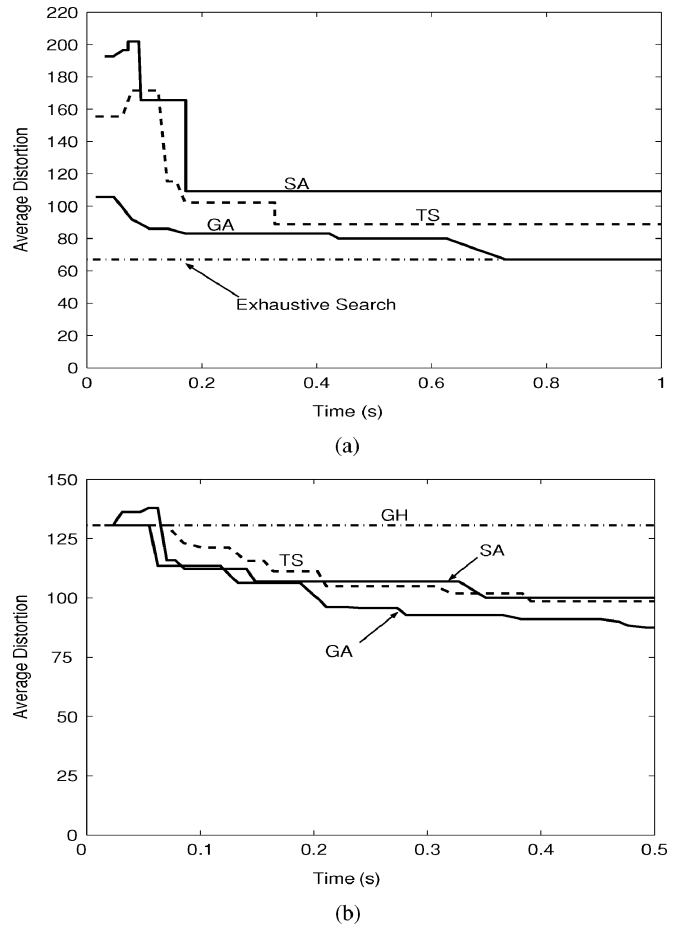 220
200
180
160
140
120
100
80
60
40
20
0
Average Distortion
SA
TS
GA
Exhaustive Search
0 0.2 0.4 0.6 0.8 1
Time (s)
(a)
150
125
100
75
50
25
0
Average Distortion
GH
SA
TS
GA
0 0.1 0.2 0.3 0.4 0.5
Time (s)
(b)